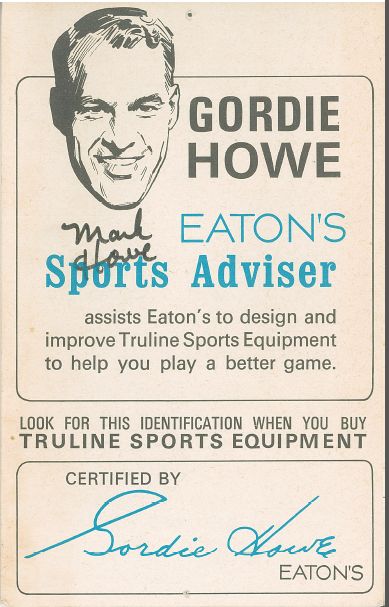 GORDIE
HOWE
Mark
Howe
EATON'S
Sports Adviser
assists Eaton's to design and
improve Truline Sports Equipment
to help you play a better game.
LOOK FOR THIS IDENTIFICATION WHEN YOU BUY
TRULINE SPORTS EQUIPMENT
CERTIFIED BY
Gordie Howe
EATON'S